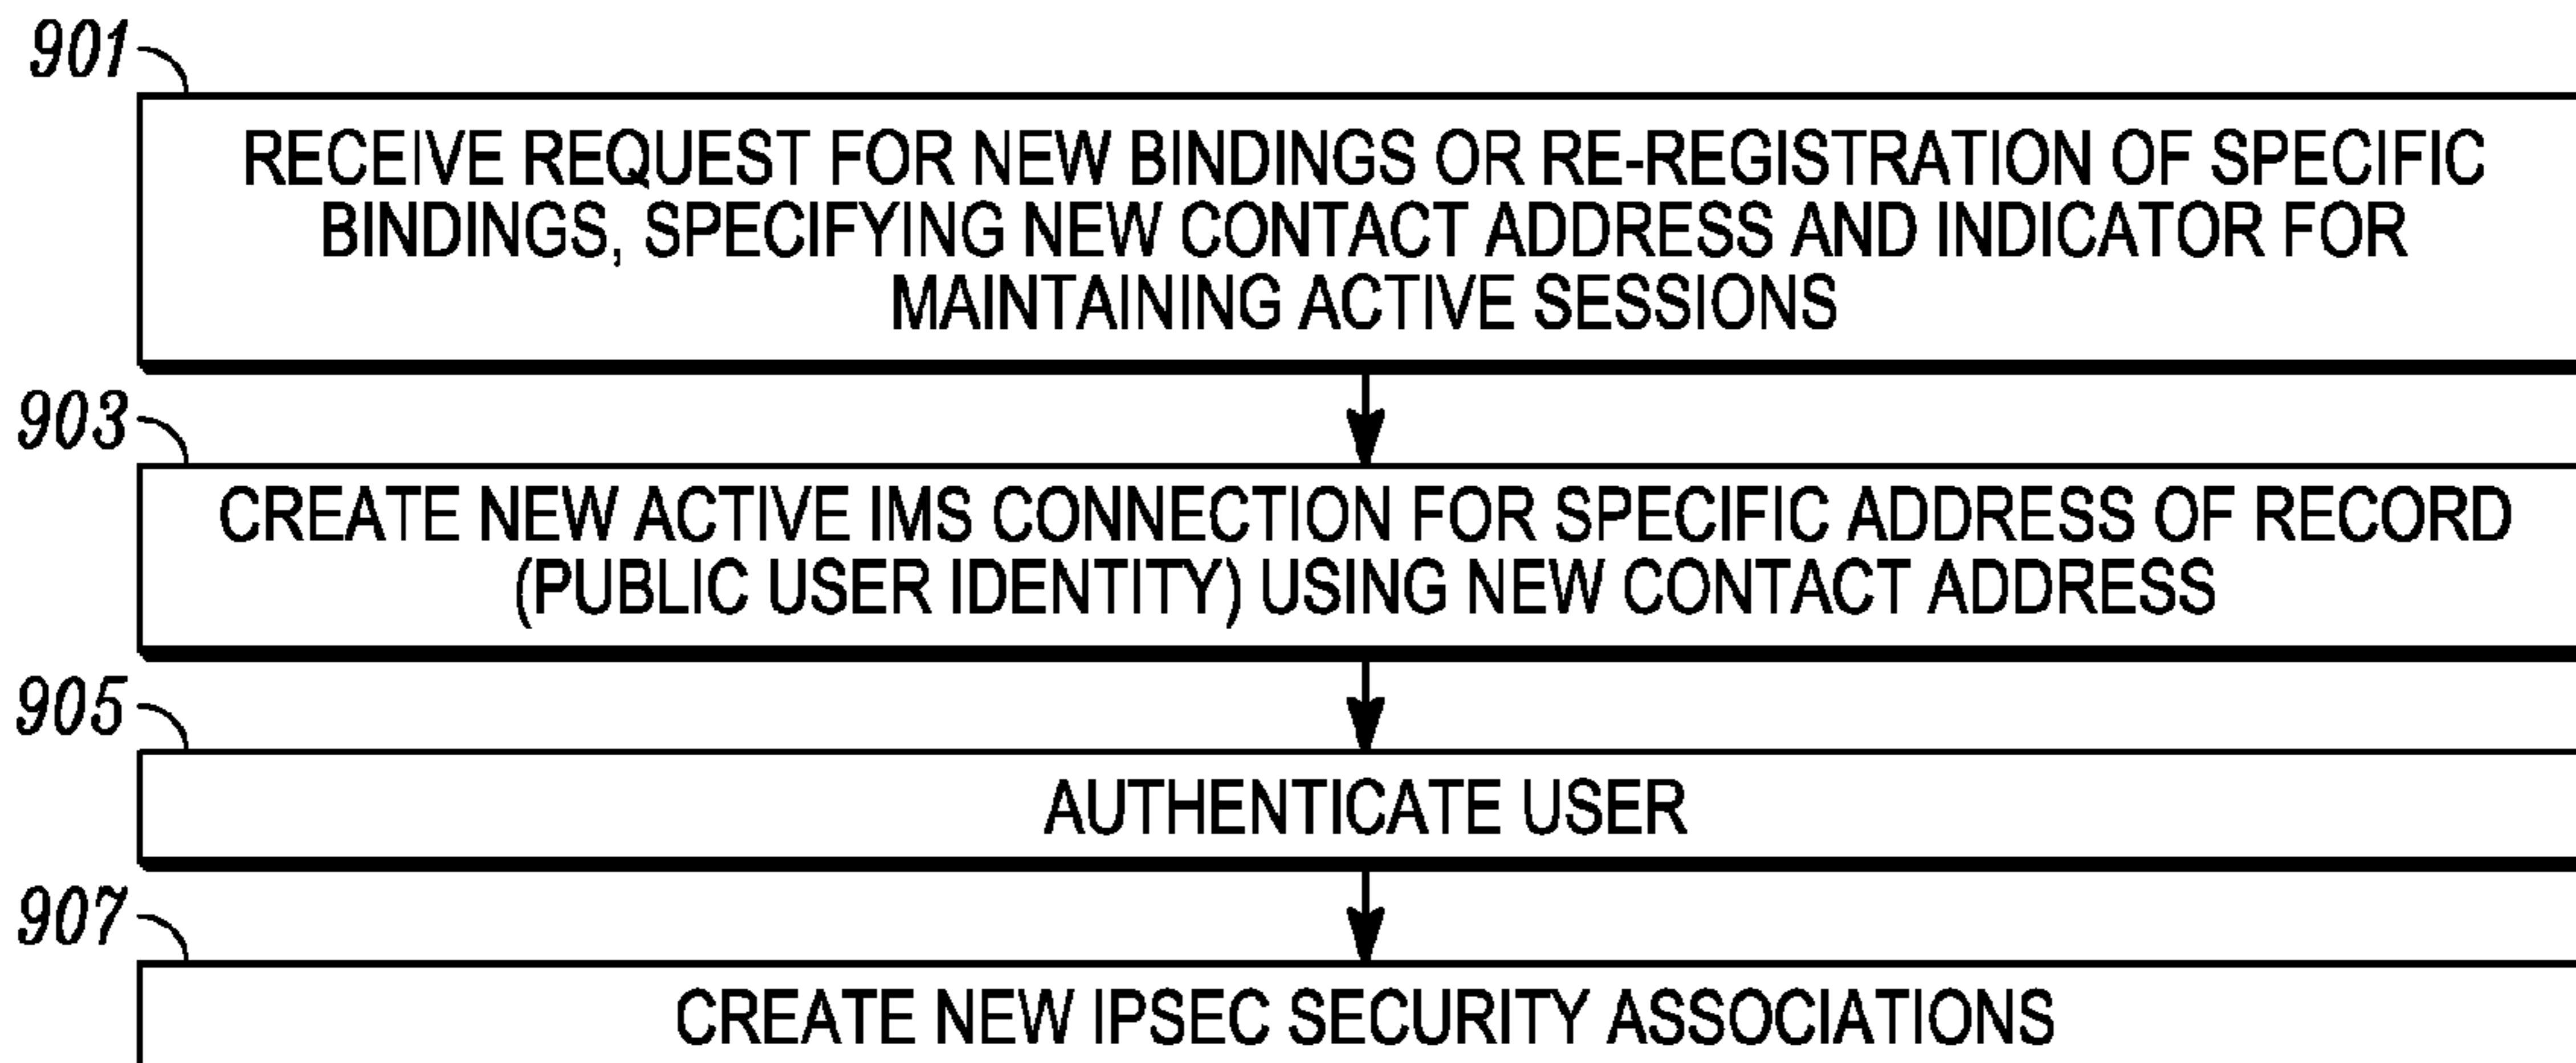 901
RECEIVE REQUEST FOR NEW BINDINGS OR RE-REGISTRATION OF SPECIFIC
BINDINGS, SPECIFYING NEW CONTACT ADDRESS AND INDICATOR FOR
MAINTAINING ACTIVE SESSIONS
903
CREATE NEW ACTIVE IMS CONNECTION FOR SPECIFIC ADDRESS OF RECORD
(PUBLIC USER IDENTITY) USING NEW CONTACT ADDRESS
905
AUTHENTICATE USER
907
CREATE NEW IPSEC SECURITY ASSOCIATIONS